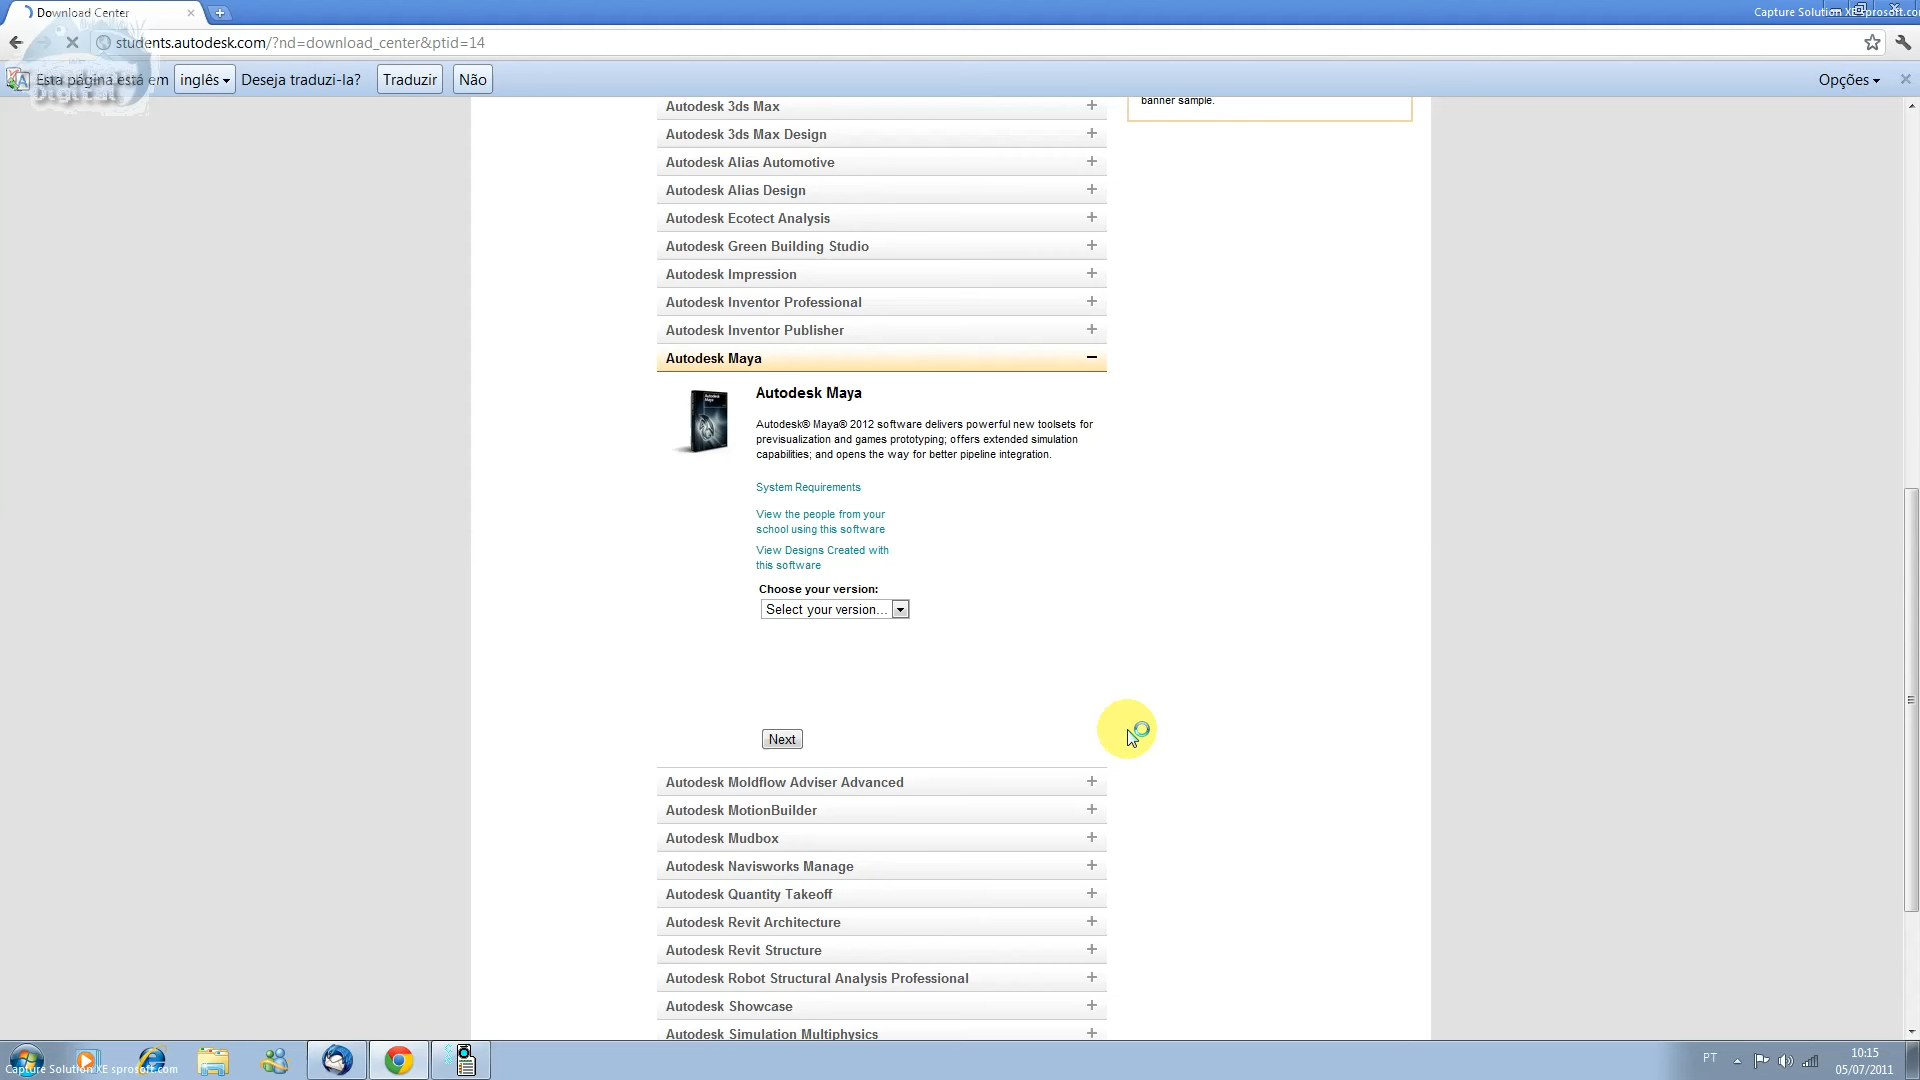 Download Center
Capture Solution XE sprosoft.com
students.autodesk.com/?nd=download_center&ptid=14
Esta página está em inglês Deseja traduzi-la? Traduzir Não Opções
Digital
banner sample.
Autodesk 3ds Max
Autodesk 3ds Max Design
Autodesk Alias Automotive
Autodesk Alias Design
Autodesk Ecotect Analysis
Autodesk Green Building Studio
Autodesk Impression
Autodesk Inventor Professional
Autodesk Inventor Publisher
Autodesk Maya
Autodesk Maya
Autodesk® Maya® 2012 software delivers powerful new toolsets for
previsualization and games prototyping; offers extended simulation
capabilities; and opens the way for better pipeline integration.
System Requirements
View the people from your
school using this software
View Designs Created with
this software
Choose your version:
Select your version...
Next
Autodesk Moldflow Adviser Advanced
Autodesk MotionBuilder
Autodesk Mudbox
Autodesk Navisworks Manage
Autodesk Quantity Takeoff
Autodesk Revit Architecture
Autodesk Revit Structure
Autodesk Robot Structural Analysis Professional
Autodesk Showcase
Autodesk Simulation Multiphysics
Capture Solution XE sprosoft.com
PT
10:15
05/07/2011